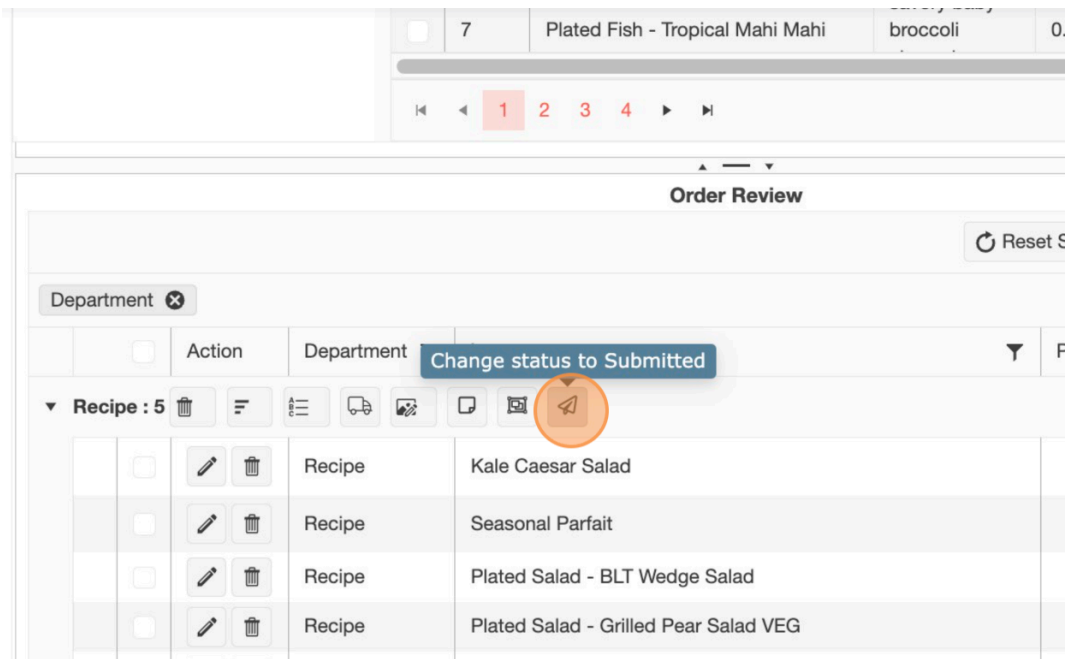 7 Plated Fish - Tropical Mahi Mahi broccoli 0.
1 2 3 4
Order Review
Reset S
Department
Action Department
Change status to Submitted
Recipe : 5
Recipe Kale Caesar Salad
Recipe Seasonal Parfait
Recipe Plated Salad - BLT Wedge Salad
Recipe Plated Salad - Grilled Pear Salad VEG